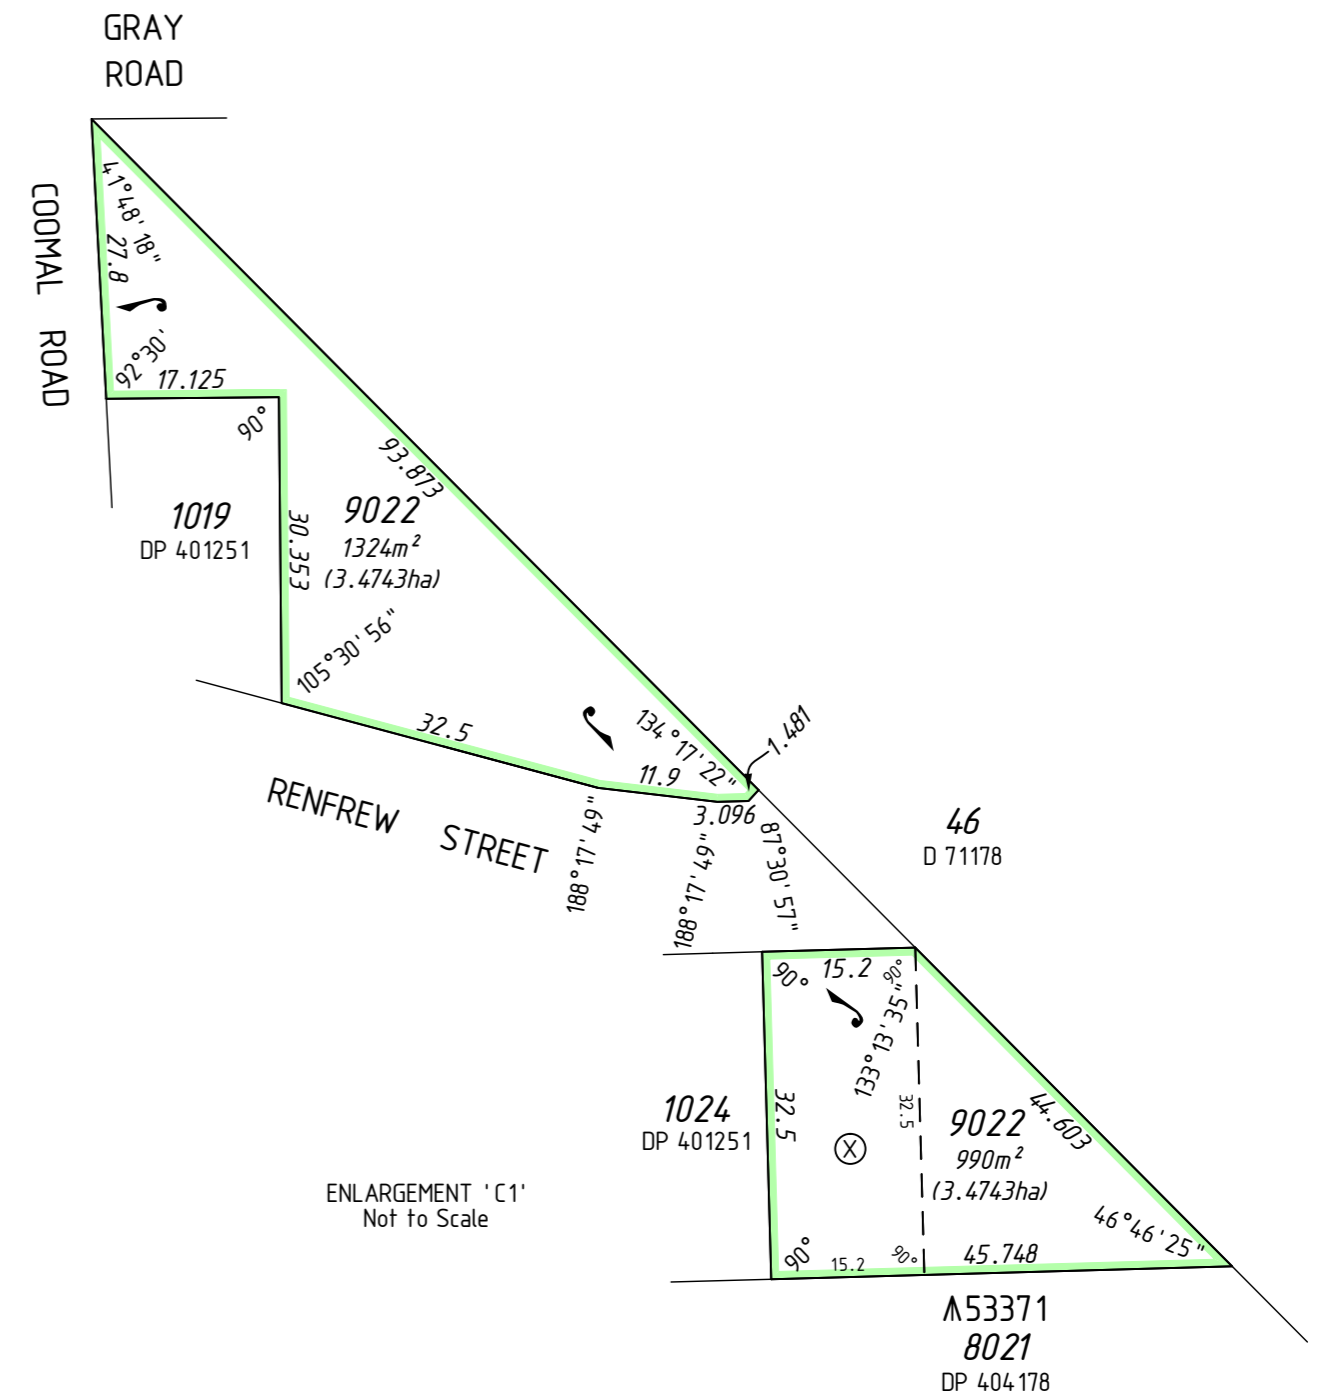 GRAY
ROAD
COOMAL ROAD
41°48'18"
27.8
92°30'
17.125
90°
93.873
1019
DP 401251
30.353
9022
1324m²
(3.4743ha)
105°30'56"
32.5
134°17'22"
1.481
11.9
3.096
RENFREW STREET
188°17'49"
188°17'49"
87°30'57"
46
D 71178
90°
15.2
90°
133°13'35"
1024
DP 401251
32.5
32.5
X
9022
990m²
(3.4743ha)
44.603
ENLARGEMENT 'C1'
Not to Scale
46°46'25"
90°
15.2
90°
45.748
53371
8021
DP 404178